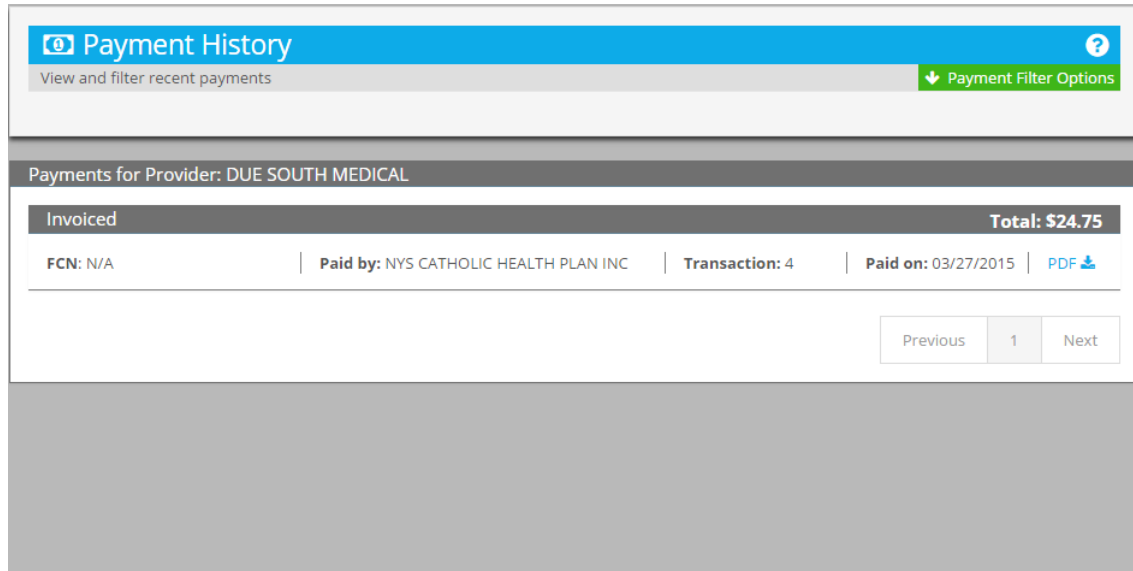 Payment History
?
View and filter recent payments
Payment Filter Options
Payments for Provider: DUE SOUTH MEDICAL
Invoiced Total: $24.75
FCN: N/A Paid by: NYS CATHOLIC HEALTH PLAN INC Transaction: 4 Paid on: 03/27/2015 PDF
Previous 1 Next